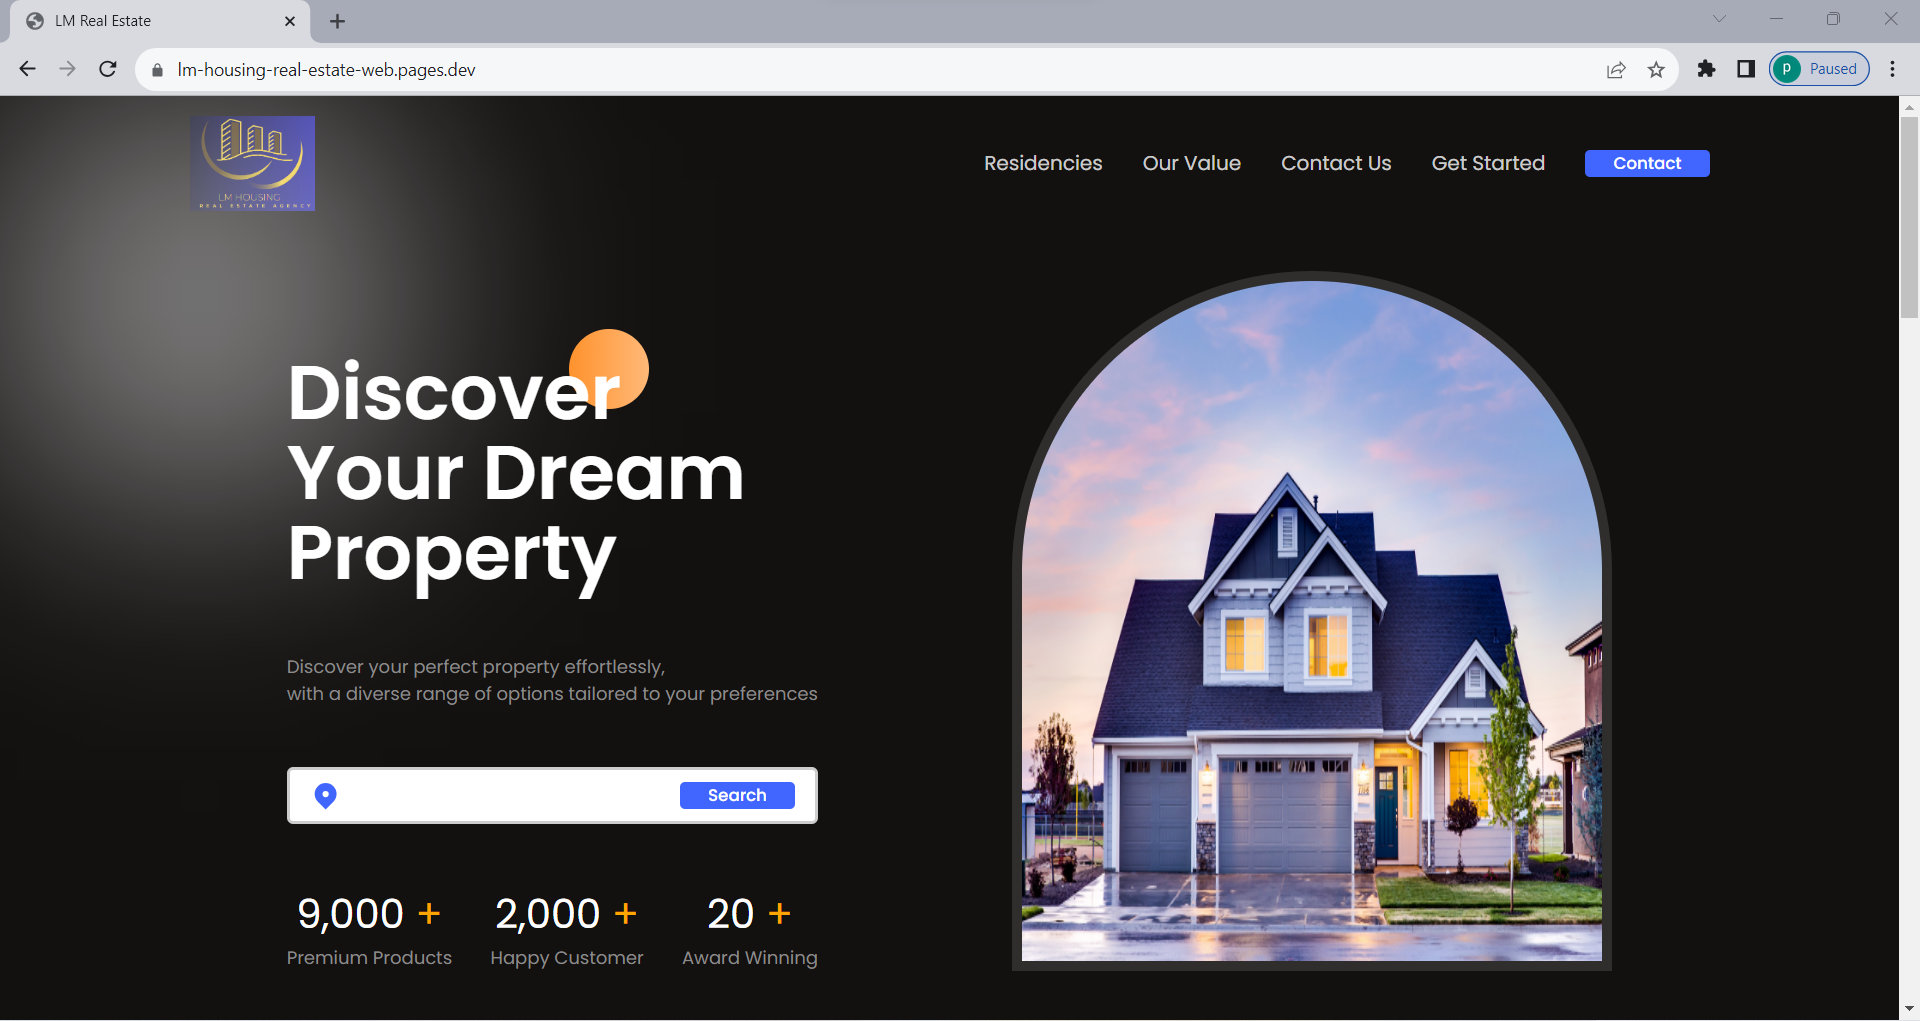 LM Real Estate
lm-housing-real-estate-web.pages.dev
P
Paused
LM HOUSING
REAL ESTATE AGENCY
Residencies
Our Value
Contact Us
Get Started
Contact
Discover
Your Dream
Property
Discover your perfect property effortlessly,
with a diverse range of options tailored to your preferences
Search
9,000 +
2,000 +
20 +
Premium Products
Happy Customer
Award Winning